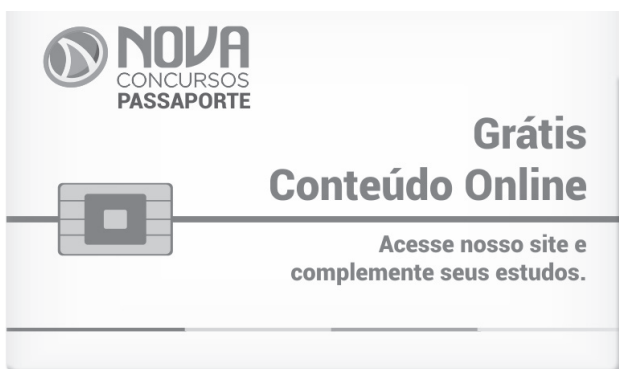 NOVA
CONCURSOS
PASSAPORTE
Grátis
Conteúdo Online
Acesse nosso site e
complemente seus estudos.